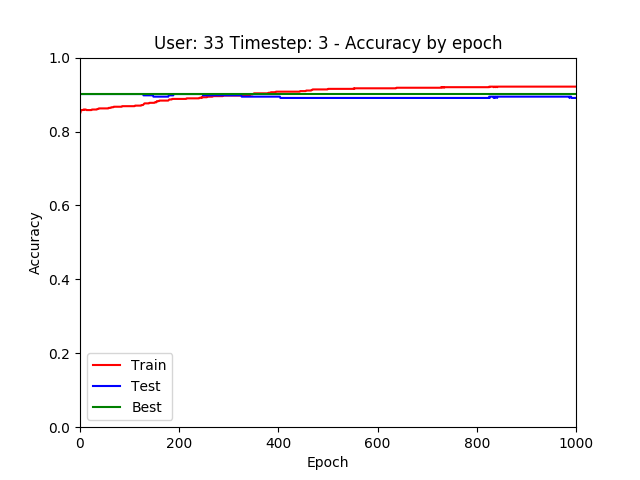 User: 33 Timestep: 3 - Accuracy by epoch
1.0
0.8
0.6
0.4
0.2
0.0
Accuracy
Train
Test
Best
0 200 400 600 800 1000
Epoch